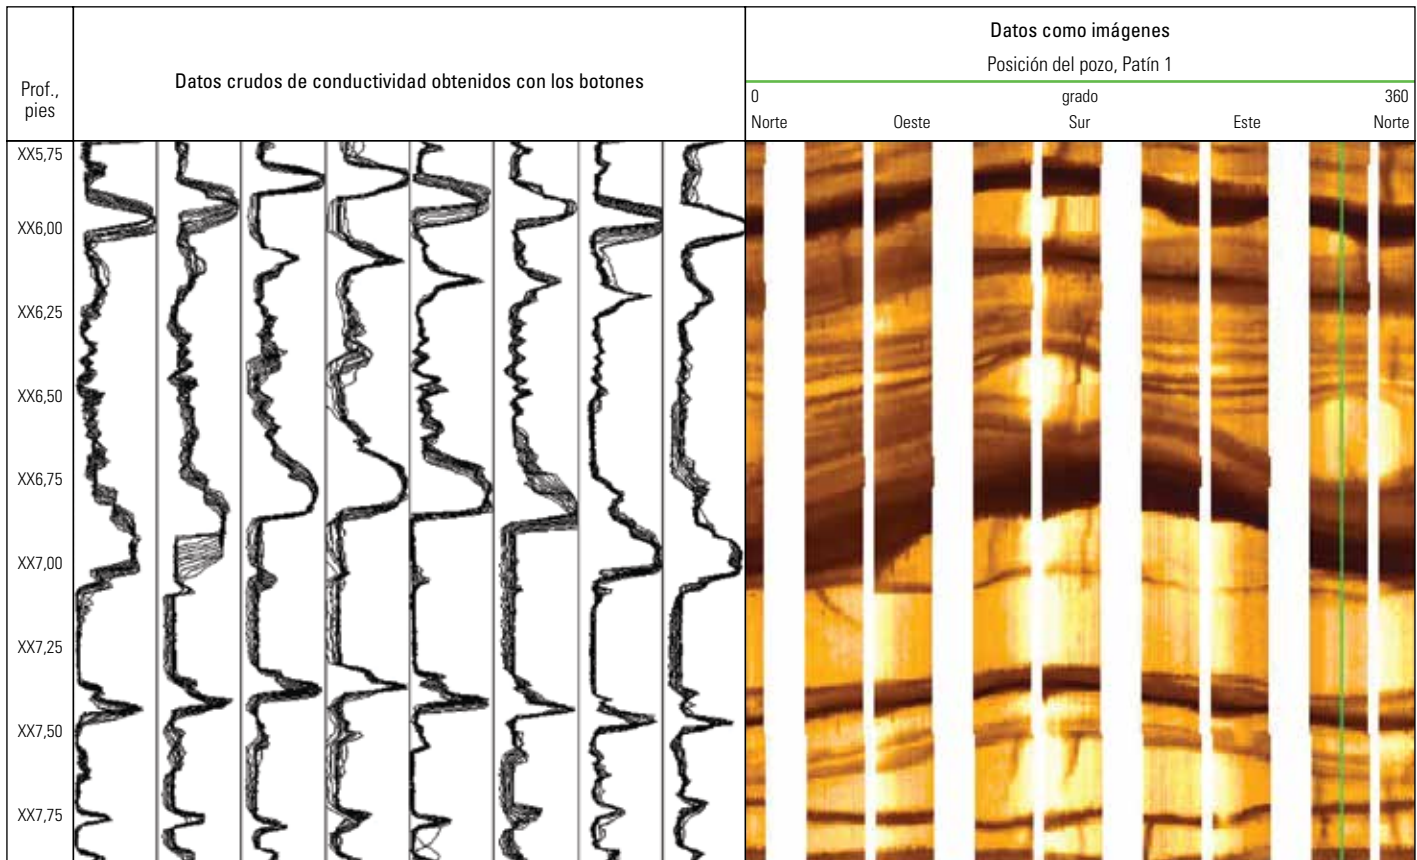 Prof.,
pies
Datos crudos de conductividad obtenidos con los botones
Datos como imágenes
Posición del pozo, Patín 1
0 grado 360
Norte Oeste Sur Este Norte
XX5,75
XX6,00
XX6,25
XX6,50
XX6,75
XX7,00
XX7,25
XX7,50
XX7,75